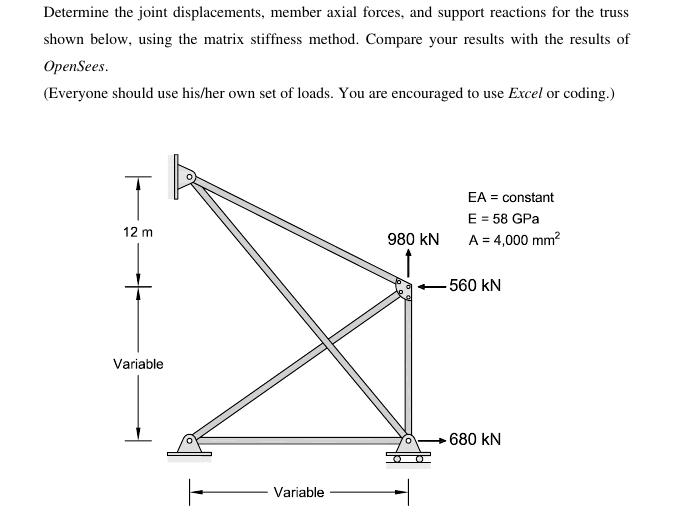 Determine the joint displacements, member axial forces, and support reactions for the truss
shown below, using the matrix stiffness method. Compare your results with the results of
OpenSees.
(Everyone should use his/her own set of loads. You are encouraged to use Excel or coding.)
EA = constant
E = 58 GPa
A = 4,000 mm²
12 m
980 kN
560 kN
Variable
680 kN
Variable